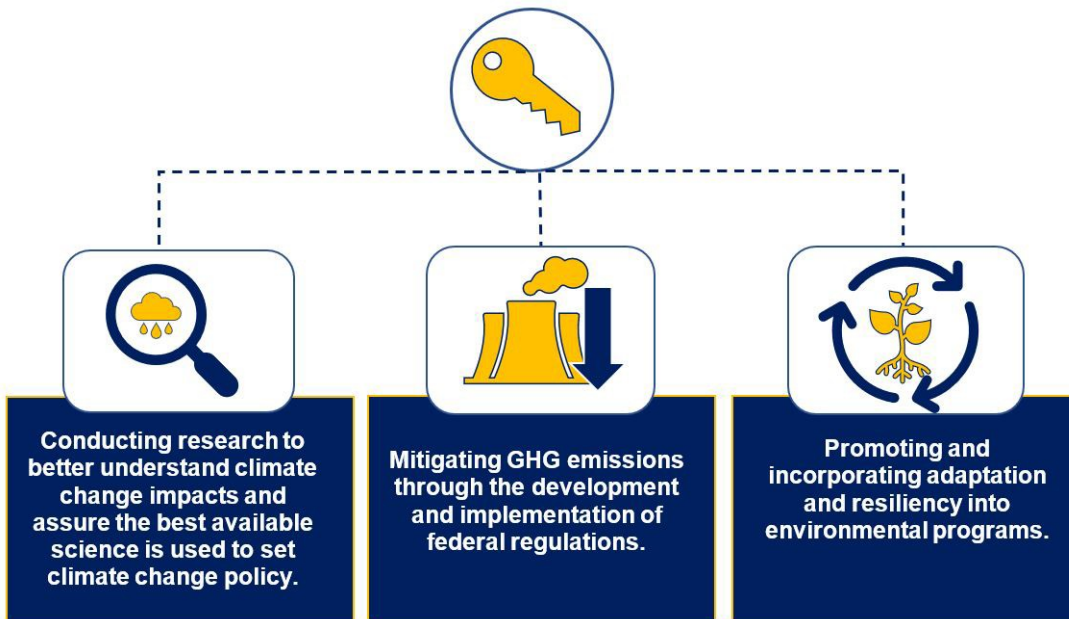 Conducting research to
better understand climate
change impacts and
assure the best available
science is used to set
climate change policy.
Mitigating GHG emissions
through the development
and implementation of
federal regulations.
Promoting and
incorporating adaptation
and resiliency into
environmental programs.